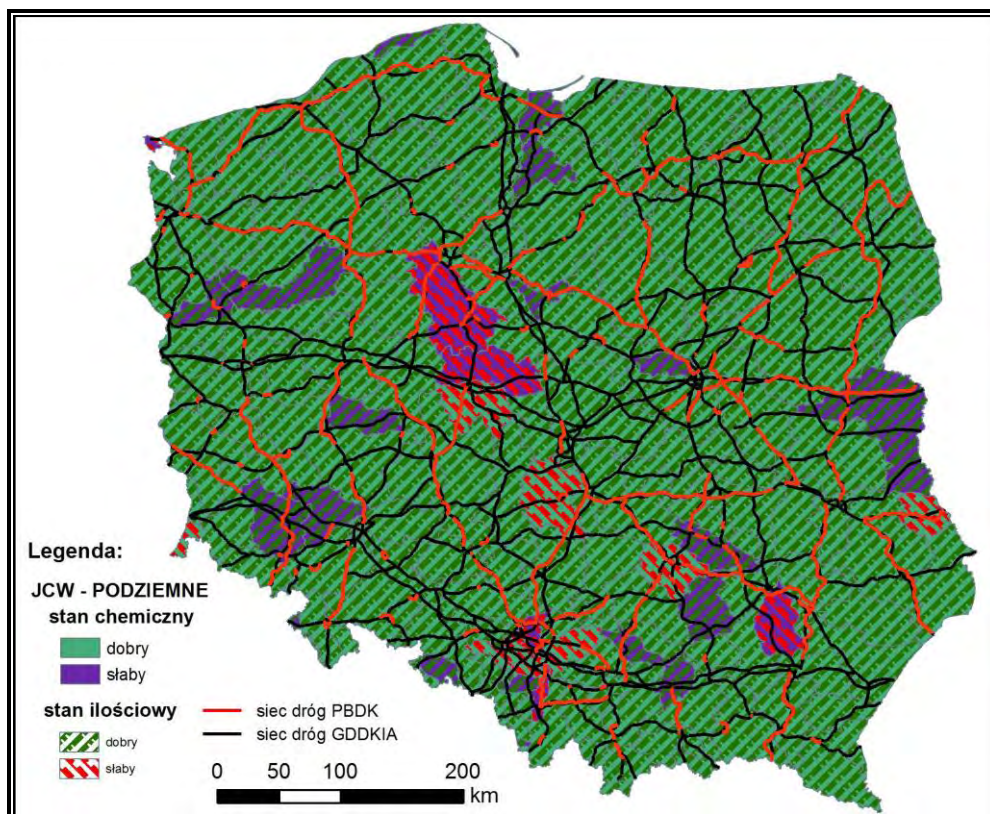 Legenda:
JCW - PODZIEMNE
stan chemiczny
dobry
słaby
stan ilościowy
dobry
słaby
siec dróg PBDK
siec dróg GDDKIA
0 50 100 200
km